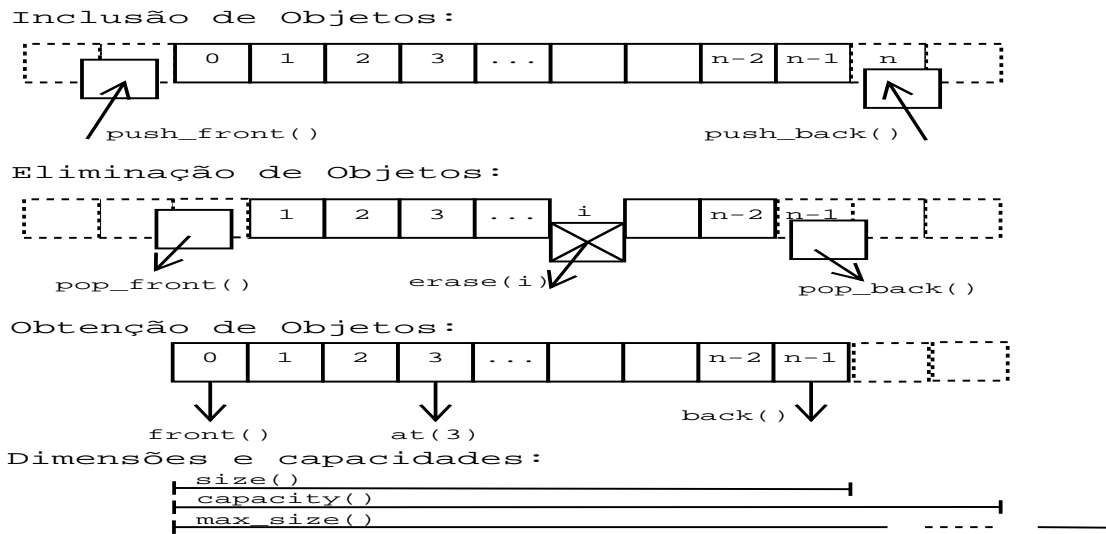 Inclusão de Objetos:
0 1 2 3 ... n-2 n-1 n
push_front() push_back()
Eliminação de Objetos:
1 2 3 ... i n-2 n-1
pop_front() erase(i) pop_back()
Obtenção de Objetos:
0 1 2 3 ... n-2 n-1
front() at(3) back()
Dimensões e capacidades:
size()
capacity()
max_size()